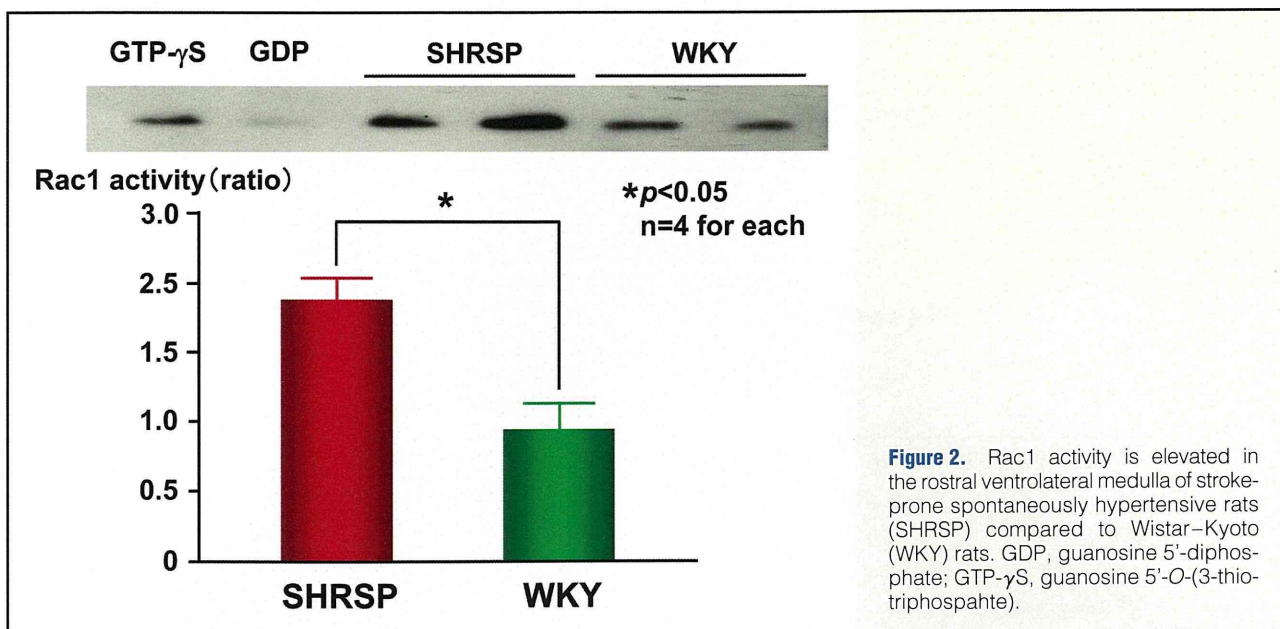 GTP-γS GDP SHRSP WKY
Rac1 activity(ratio)
*p<0.05
n=4 for each
*
3.0
2.5
1.5
1.0
0.5
0
SHRSP WKY
Figure 2. Rac1 activity is elevated in
the rostral ventrolateral medulla of stroke-
prone spontaneously hypertensive rats
(SHRSP) compared to Wistar–Kyoto
(WKY) rats. GDP, guanosine 5'-diphos-
phate; GTP-γS, guanosine 5'-O-(3-thio-
triphospahte).